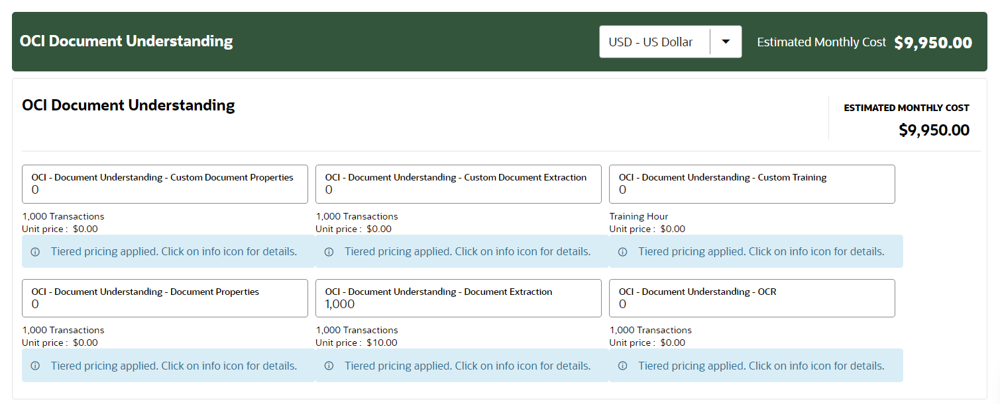 OCI Document Understanding
USD - US Dollar
Estimated Monthly Cost $9,950.00
OCI Document Understanding
ESTIMATED MONTHLY COST
$9,950.00
OCI - Document Understanding - Custom Document Properties
0
1,000 Transactions
Unit price : $0.00
Tiered pricing applied. Click on info icon for details.
OCI - Document Understanding - Custom Document Extraction
0
1,000 Transactions
Unit price : $0.00
Tiered pricing applied. Click on info icon for details.
OCI - Document Understanding - Custom Training
0
Training Hour
Unit price : $0.00
Tiered pricing applied. Click on info icon for details.
OCI - Document Understanding - Document Properties
0
1,000 Transactions
Unit price : $0.00
Tiered pricing applied. Click on info icon for details.
OCI - Document Understanding - Document Extraction
1,000
1,000 Transactions
Unit price : $10.00
Tiered pricing applied. Click on info icon for details.
OCI - Document Understanding - OCR
0
1,000 Transactions
Unit price : $0.00
Tiered pricing applied. Click on info icon for details.